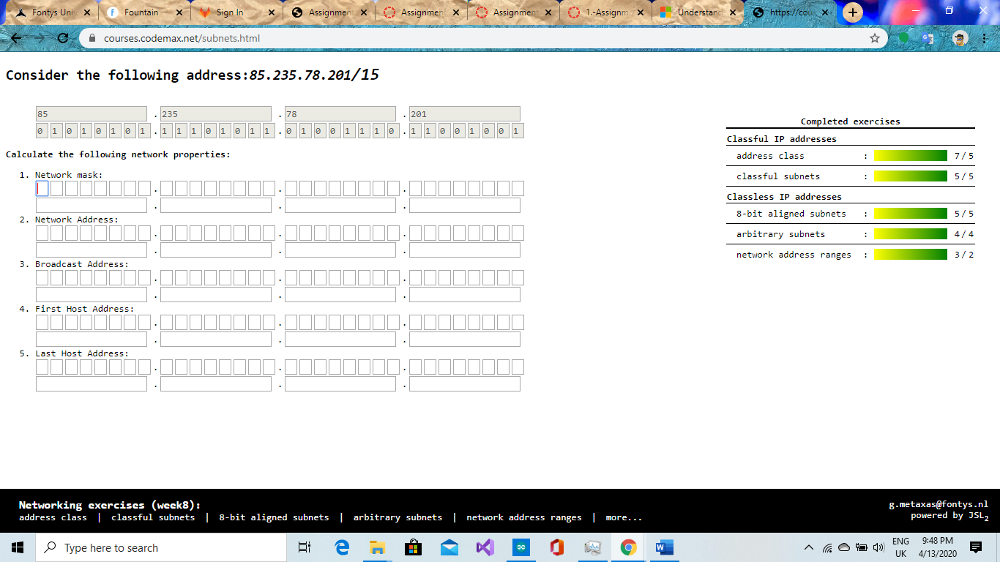 Fontys Univ Fountain Sign In Assignmen Assignmen Assignmen 1.-Assignm Understand https://cou
courses.codemax.net/subnets.html
Consider the following address:85.235.78.201/15
85 . 235 . 78 . 201
0 1 0 1 0 1 0 1 . 1 1 1 0 1 0 1 1 . 0 1 0 0 1 1 1 0 . 1 1 0 0 1 0 0 1
Calculate the following network properties:
1. Network mask:
. . .
. . .
2. Network Address:
. . .
. . .
3. Broadcast Address:
. . .
. . .
4. First Host Address:
. . .
. . .
5. Last Host Address:
. . .
. . .
Completed exercises
Classful IP addresses
address class : 7/5
classful subnets : 5/5
Classless IP addresses
8-bit aligned subnets : 5/5
arbitrary subnets : 4/4
network address ranges : 3/2
Networking exercises (week8):
address class | classful subnets | 8-bit aligned subnets | arbitrary subnets | network address ranges | more...
g.metaxas@fontys.nl
powered by JSL2
Type here to search
ENG
UK
9:48 PM
4/13/2020